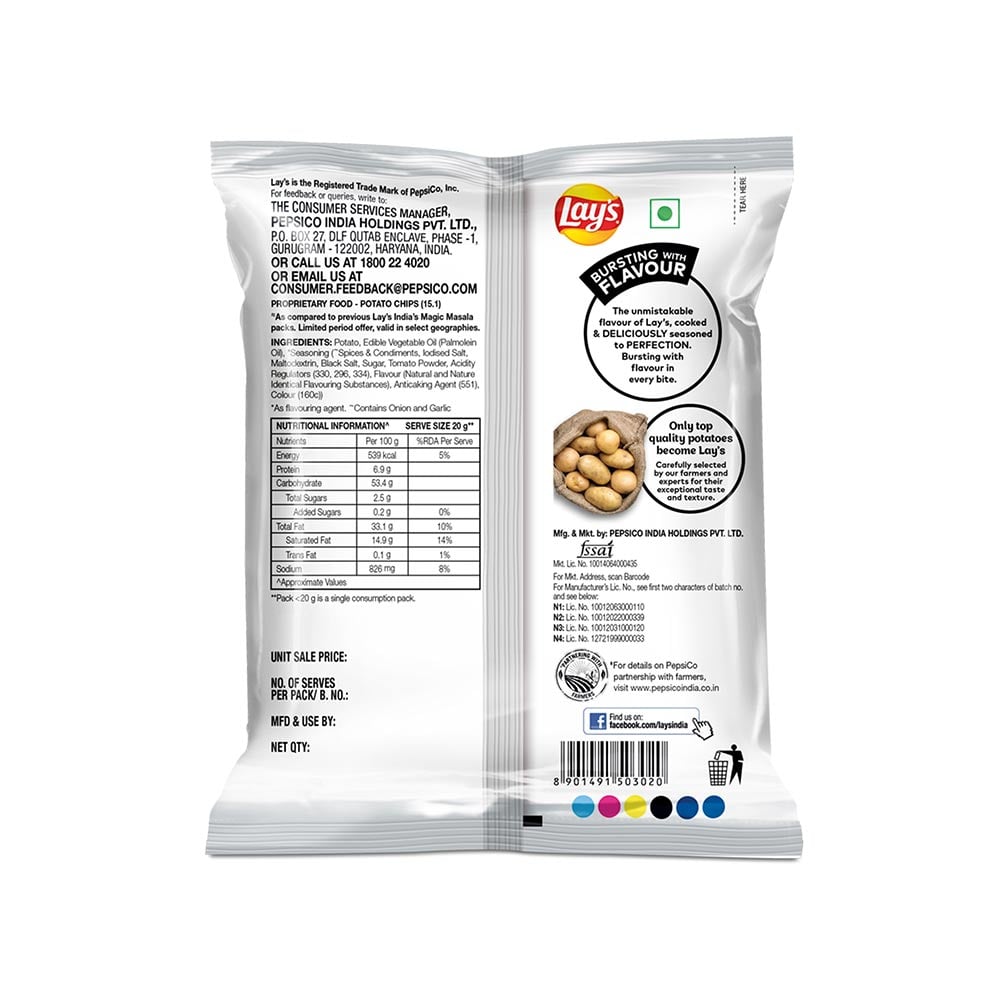 Lay's is the Registered Trade Mark of PepsiCo, Inc.
For feedback or queries, write to:
THE CONSUMER SERVICES MANAGER,
PEPSICO INDIA HOLDINGS PVT. LTD.,
P.O. BOX 27, DLF QUTAB ENCLAVE, PHASE -1,
GURUGRAM - 122002, HARYANA, INDIA.
OR CALL US AT 1800 22 4020
OR EMAIL US AT
CONSUMER.FEEDBACK@PEPSICO.COM
PROPRIETARY FOOD - POTATO CHIPS (15.1)
"As compared to previous Lay's India's Magic Masala
packs. Limited period offer, valid in select geographies.
INGREDIENTS: Potato, Edible Vegetable Oil (Palmolein
Oil), *Seasoning (~Spices & Condiments, Iodised Salt,
Maltodextrin, Black Salt, Sugar, Tomato Powder, Acidity
Regulators (330, 296, 334), Flavour (Natural and Nature
Identical Flavouring Substances), Anticaking Agent (551),
Colour (160c))
*As flavouring agent. ~Contains Onion and Garlic
NUTRITIONAL INFORMATION^ SERVE SIZE 20 g**
Nutrients Per 100 g %RDA Per Serve
Energy 539 kcal 5%
Protein 6.9 g
Carbohydrate 53.4 g
Total Sugars 2.5 g
Added Sugars 0.2 g 0%
Total Fat 33.1 g 10%
Saturated Fat 14.9 g 14%
Trans Fat 0.1 g 1%
Sodium 826 mg 8%
^Approximate Values
**Pack <20 g is a single consumption pack.
UNIT SALE PRICE:
NO. OF SERVES
PER PACK/ B. NO.:
MFD & USE BY:
NET QTY:
TEAR HERE
Lay's
BURSTING WITH
FLAVOUR
The unmistakable
flavour of Lay's, cooked
& DELICIOUSLY seasoned
to PERFECTION.
Bursting with
flavour in
every bite.
Only top
quality potatoes
become Lay's
Carefully selected
by our farmers and
experts for their
exceptional taste
and texture.
Mfg. & Mkt. by: PEPSICO INDIA HOLDINGS PVT. LTD.
fssai
Mkt. Lic. No. 10014064000435
For Mkt. Address, scan Barcode
For Manufacturer's Lic. No., see first two characters of batch no.
and see below:
N1: Lic. No. 10012063000110
N2: Lic. No. 10012022000339
N3: Lic. No. 10012031000120
N4: Lic. No. 12721999000033
PARTNERING WITH
FARMERS
‡For details on PepsiCo
partnership with farmers,
visit www.pepsicoindia.co.in
f Find us on:
facebook.com/laysindia
8 901491 503020